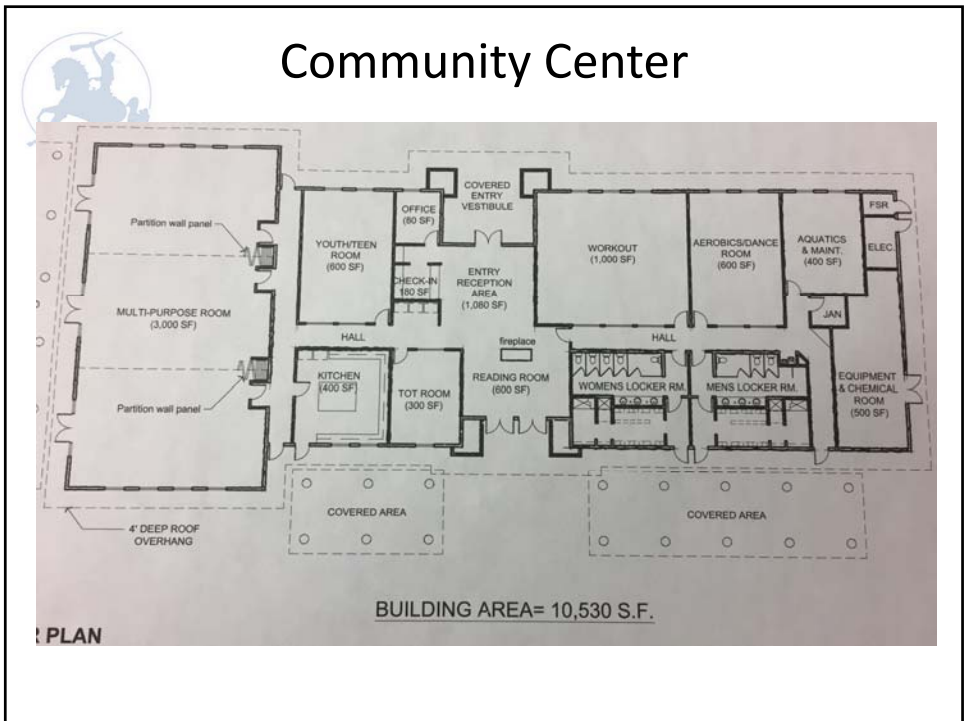 Community Center
COVERED
ENTRY
VESTIBULE
OFFICE
(80 SF)
FSR
Partition wall panel
YOUTH/TEEN
ROOM
(600 SF)
WORKOUT
(1,000 SF)
AEROBICS/DANCE
ROOM
(600 SF)
AQUATICS
& MAINT.
(400 SF)
ELEC.
CHECK-IN
180 SF)
ENTRY
RECEPTION
AREA
(1,080 SF)
MULTI-PURPOSE ROOM
(3,000 SF)
JAN
HALL
fireplace
HALL
KITCHEN
(400 SF)
TOT ROOM
(300 SF)
READING ROOM
(600 SF)
WOMENS LOCKER RM.
MENS LOCKER RM.
EQUIPMENT
& CHEMICAL
ROOM
(500 SF)
Partition wall panel
COVERED AREA
COVERED AREA
4' DEEP ROOF
OVERHANG
BUILDING AREA= 10,530 S.F.
R PLAN